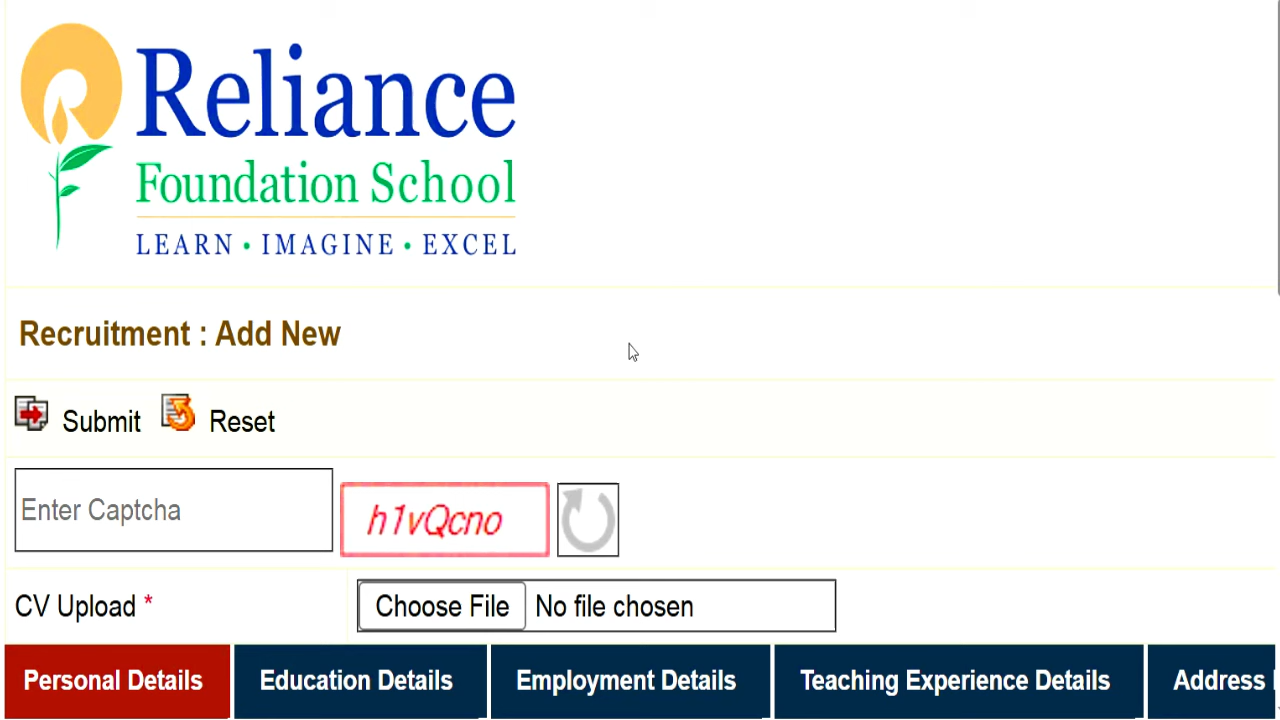 Reliance
Foundation School
LEARN • IMAGINE • EXCEL
Recruitment : Add New
Submit Reset
Enter Captcha h1vQcno
CV Upload * Choose File No file chosen
Personal Details Education Details Employment Details Teaching Experience Details Address